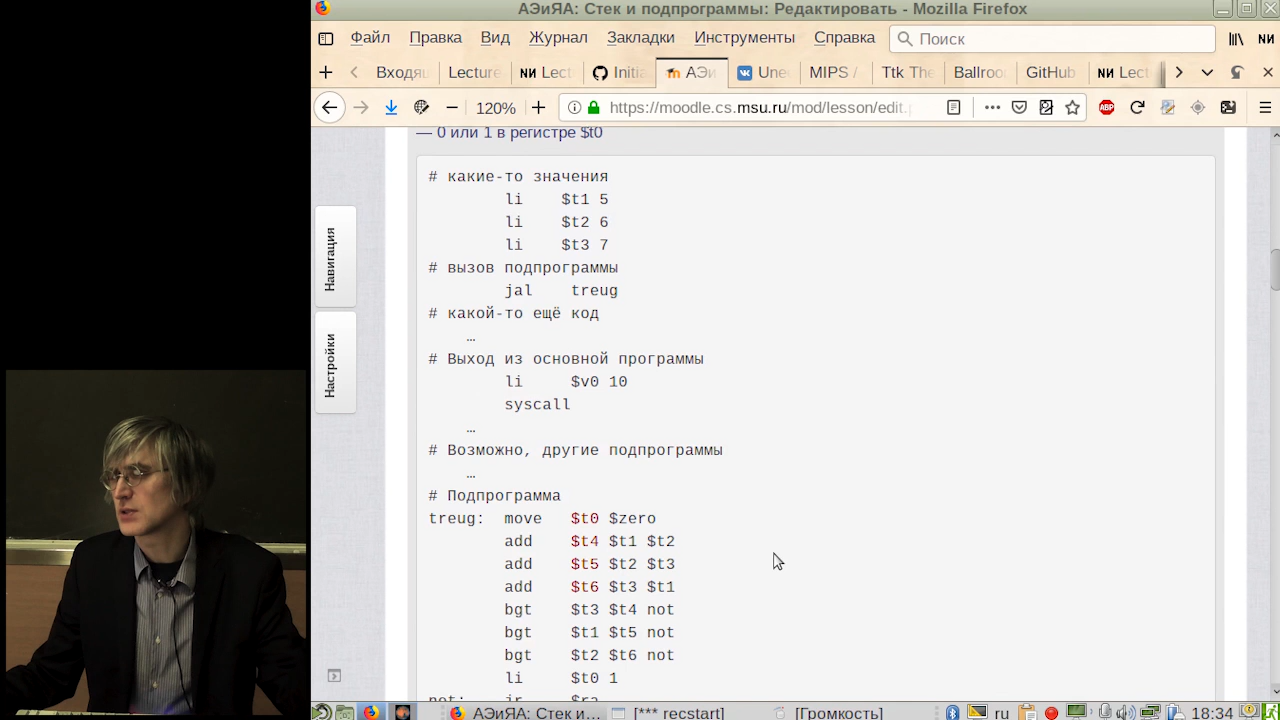 АЭиЯА: Стек и подпрограммы: Редактировать - Mozilla Firefox
Файл Правка Вид Журнал Закладки Инструменты Справка Поиск
Входящ Lecture Lect Initia АЭи Une MIPS / Ttk The Ballroo GitHub Lect
120% https://moodle.cs.msu.ru/mod/lesson/edit.p ABP
— 0 или 1 в регистре $t0
# какие-то значения
li $t1 5
li $t2 6
li $t3 7
# вызов подпрограммы
jal treug
# какой-то ещё код
…
# Выход из основной программы
li $v0 10
syscall
…
# Возможно, другие подпрограммы
…
# Подпрограмма
treug: move $t0 $zero
add $t4 $t1 $t2
add $t5 $t2 $t3
add $t6 $t3 $t1
bgt $t3 $t4 not
bgt $t1 $t5 not
bgt $t2 $t6 not
li $t0 1
not: jr $ra
Навигация
Настройки
АЭиЯА: Стек и… [*** recstart] [Громкость] ru 18:34